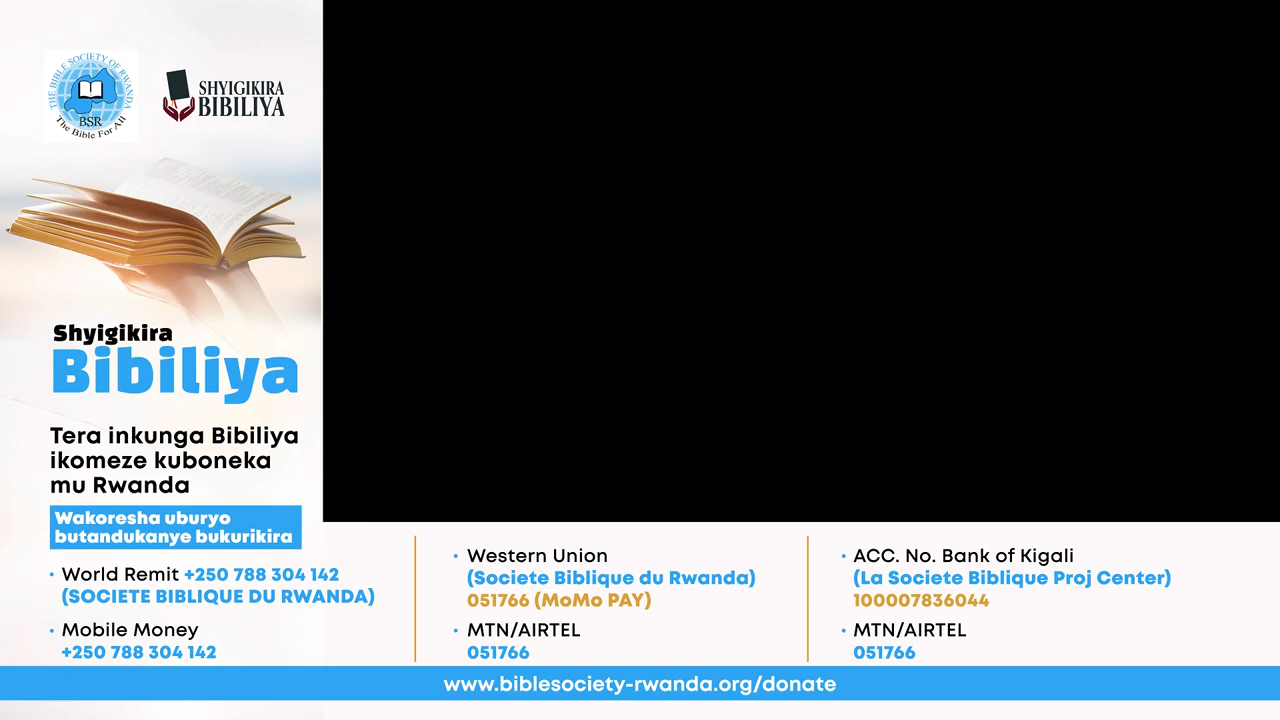 THE BIBLE SOCIETY OF RWANDA
BSR
The Bible For All
SHYIGIKIRA
BIBILIYA
Shyigikira
Bibiliya
Tera inkunga Bibiliya
ikomeze kuboneka
mu Rwanda
Wakoresha uburyo
butandukanye bukurikira
· World Remit +250 788 304 142
(SOCIETE BIBLIQUE DU RWANDA)
· Mobile Money
+250 788 304 142
· Western Union
(Societe Biblique du Rwanda)
051766 (MoMo PAY)
· MTN/AIRTEL
051766
· ACC. No. Bank of Kigali
(La Societe Biblique Proj Center)
100007836044
· MTN/AIRTEL
051766
www.biblesociety-rwanda.org/donate